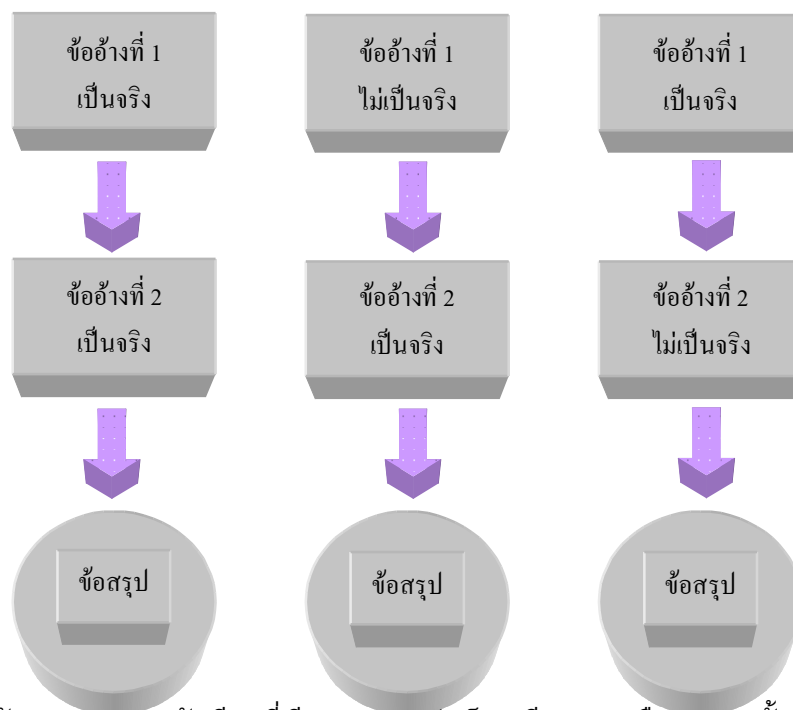 ข้ออ้างที่ 1
เป็นจริง
ข้ออ้างที่ 2
เป็นจริง
ข้อสรุป
ข้ออ้างที่ 1
ไม่เป็นจริง
ข้ออ้างที่ 2
เป็นจริง
ข้อสรุป
ข้ออ้างที่ 1
เป็นจริง
ข้ออ้างที่ 2
ไม่เป็นจริง
ข้อสรุป